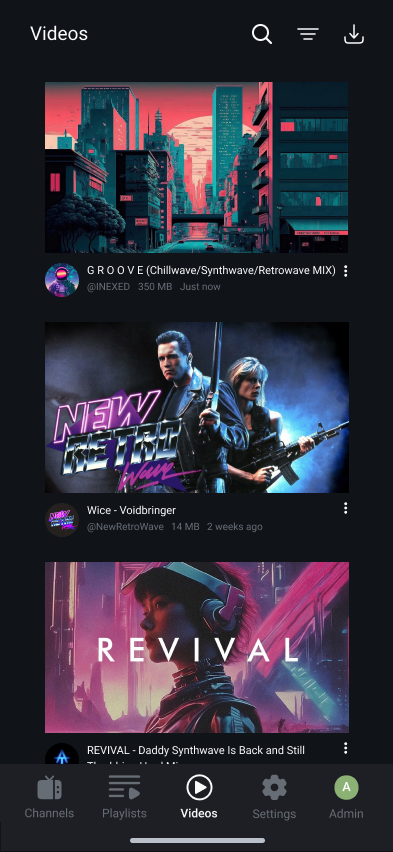 Videos
G R O O V E (Chillwave/Synthwave/Retrowave MIX)
@INEXED 350 MB Just now
NEW
RETRO
Wave
Wice - Voidbringer
@NewRetroWave 14 MB 2 weeks ago
REVIVAL
REVIVAL - Daddy Synthwave Is Back and Still
Channels
Playlists
Videos
Settings
A
Admin